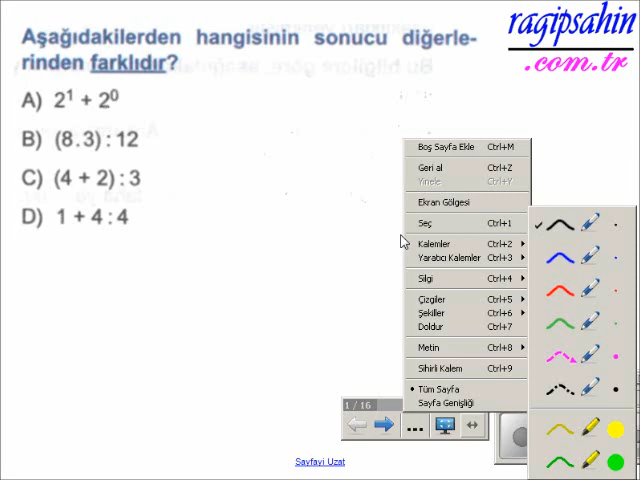 Aşağıdakilerden hangisinin sonucu diğerle-
rinden farklıdır?
A) 2¹ + 2⁰
B) (8.3) : 12
C) (4 + 2) : 3
D) 1 + 4 : 4
ragipsahin
.com.tr
Boş Sayfa Ekle Ctrl+M
Geri al Ctrl+Z
Yinele Ctrl+Y
Ekran Gölgesi
Seç Ctrl+1
Kalemler Ctrl+2
Yaratıcı Kalemler Ctrl+3
Silgi Ctrl+4
Çizgiler Ctrl+5
Şekiller Ctrl+6
Doldur Ctrl+7
Metin Ctrl+8
Sihirli Kalem Ctrl+9
Tüm Sayfa
Sayfa Genişliği
1 / 16
...
Sayfayi Uzat